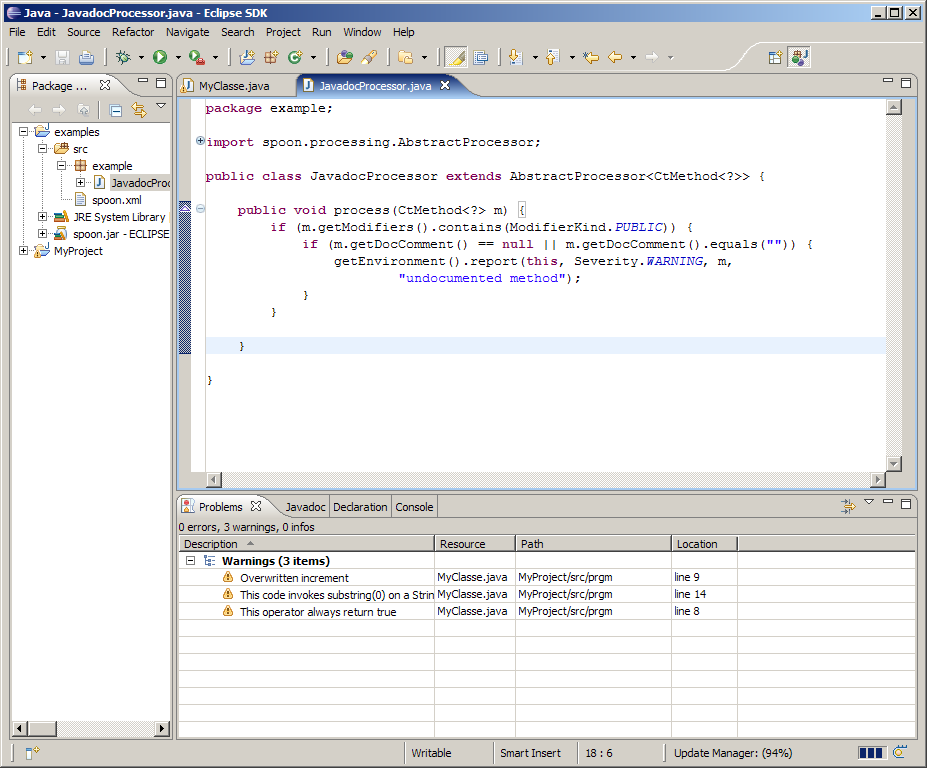 Java - JavadocProcessor.java - Eclipse SDK
File Edit Source Refactor Navigate Search Project Run Window Help
Package ...
MyClasse.java JavadocProcessor.java
examples
src
example
JavadocProc
spoon.xml
JRE System Library
spoon.jar - ECLIPSE
MyProject
package example;
import spoon.processing.AbstractProcessor;
public class JavadocProcessor extends AbstractProcessor<CtMethod<?>> {
public void process(CtMethod<?> m) {
if (m.getModifiers().contains(ModifierKind.PUBLIC)) {
if (m.getDocComment() == null || m.getDocComment().equals("")) {
getEnvironment().report(this, Severity.WARNING, m,
"undocumented method");
}
}
}
}
Problems Javadoc Declaration Console
0 errors, 3 warnings, 0 infos
Description Resource Path Location
Warnings (3 items)
Overwritten increment MyClasse.java MyProject/src/prgm line 9
This code invokes substring(0) on a Strin MyClasse.java MyProject/src/prgm line 14
This operator always return true MyClasse.java MyProject/src/prgm line 8
Writable Smart Insert 18 : 6 Update Manager: (94%)